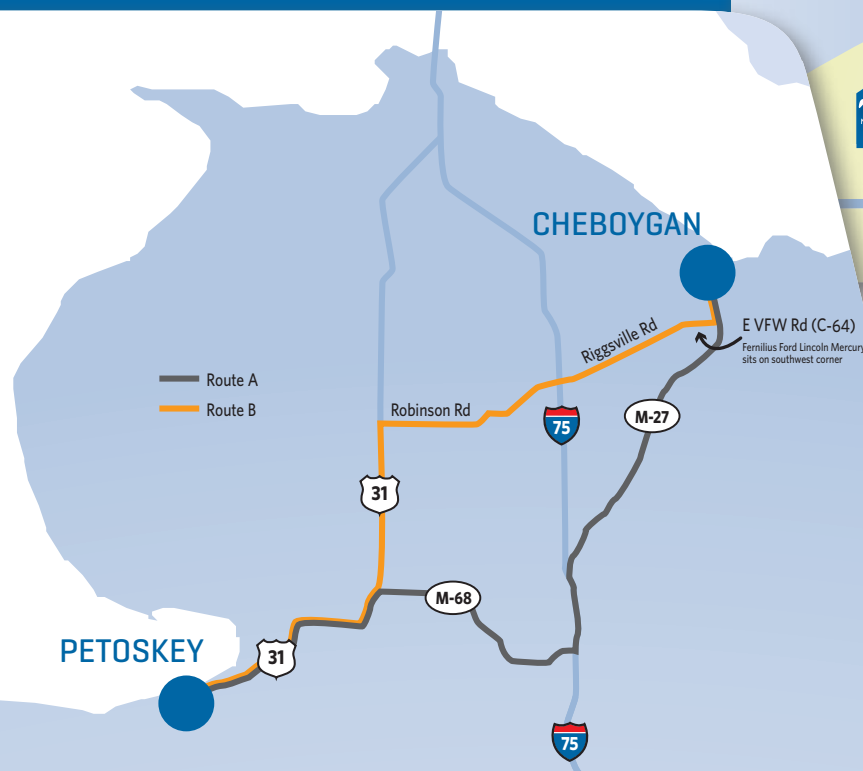 CHEBOYGAN
E VFW Rd (C-64)
Fernilius Ford Lincoln Mercury
sits on southwest corner
Riggsville Rd
Route A
Route B
Robinson Rd
75
M-27
31
M-68
PETOSKEY
31
75